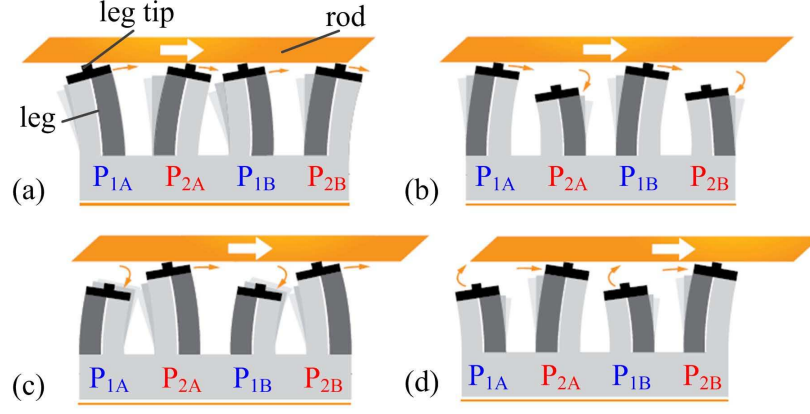 leg tip
rod
leg
P1A P2A P1B P2B
(a)
P1A P2A P1B P2B
(b)
P1A P2A P1B P2B
(c)
P1A P2A P1B P2B
(d)